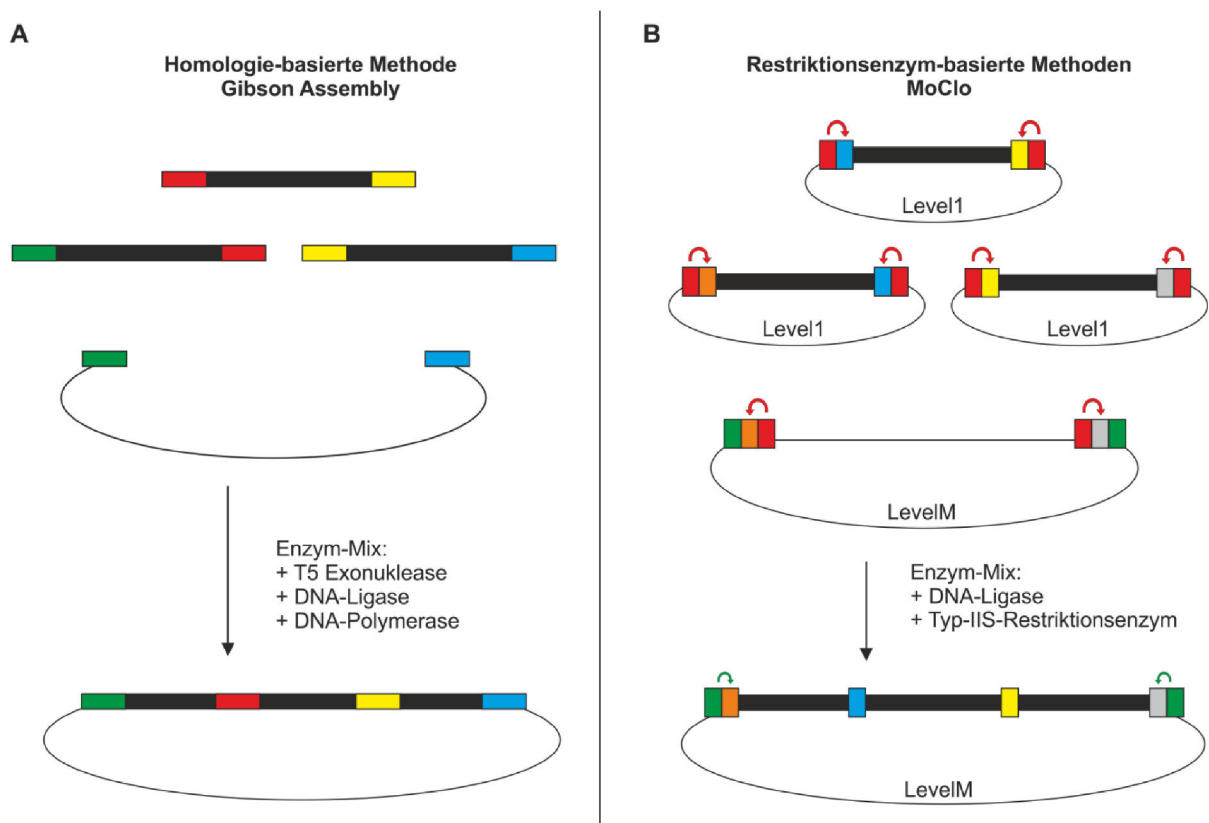 A
Homologie-basierte Methode
Gibson Assembly
Enzym-Mix:
+ T5 Exonuklease
+ DNA-Ligase
+ DNA-Polymerase
B
Restriktionsenzym-basierte Methoden
MoClo
Level1
Level1
Level1
LevelM
Enzym-Mix:
+ DNA-Ligase
+ Typ-IIS-Restriktionsenzym
LevelM